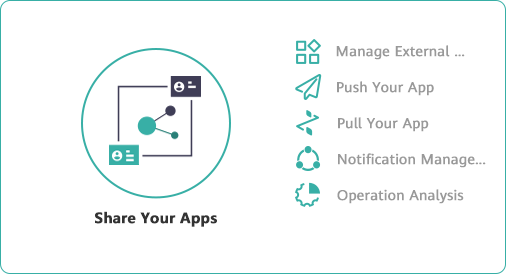 Manage External ...
Push Your App
Pull Your App
Notification Manage...
Operation Analysis
Share Your Apps